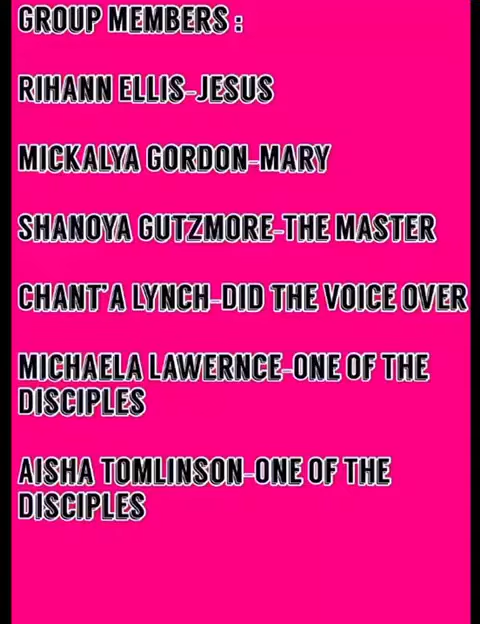 GROUP MEMBERS :
RIHANN ELLIS-JESUS
MICKALYA GORDON-MARY
SHANOYA GUTZMORE-THE MASTER
CHANT'A LYNCH-DID THE VOICE OVER
MICHAELA LAWERNCE-ONE OF THE
DISCIPLES
AISHA TOMLINSON-ONE OF THE
DISCIPLES